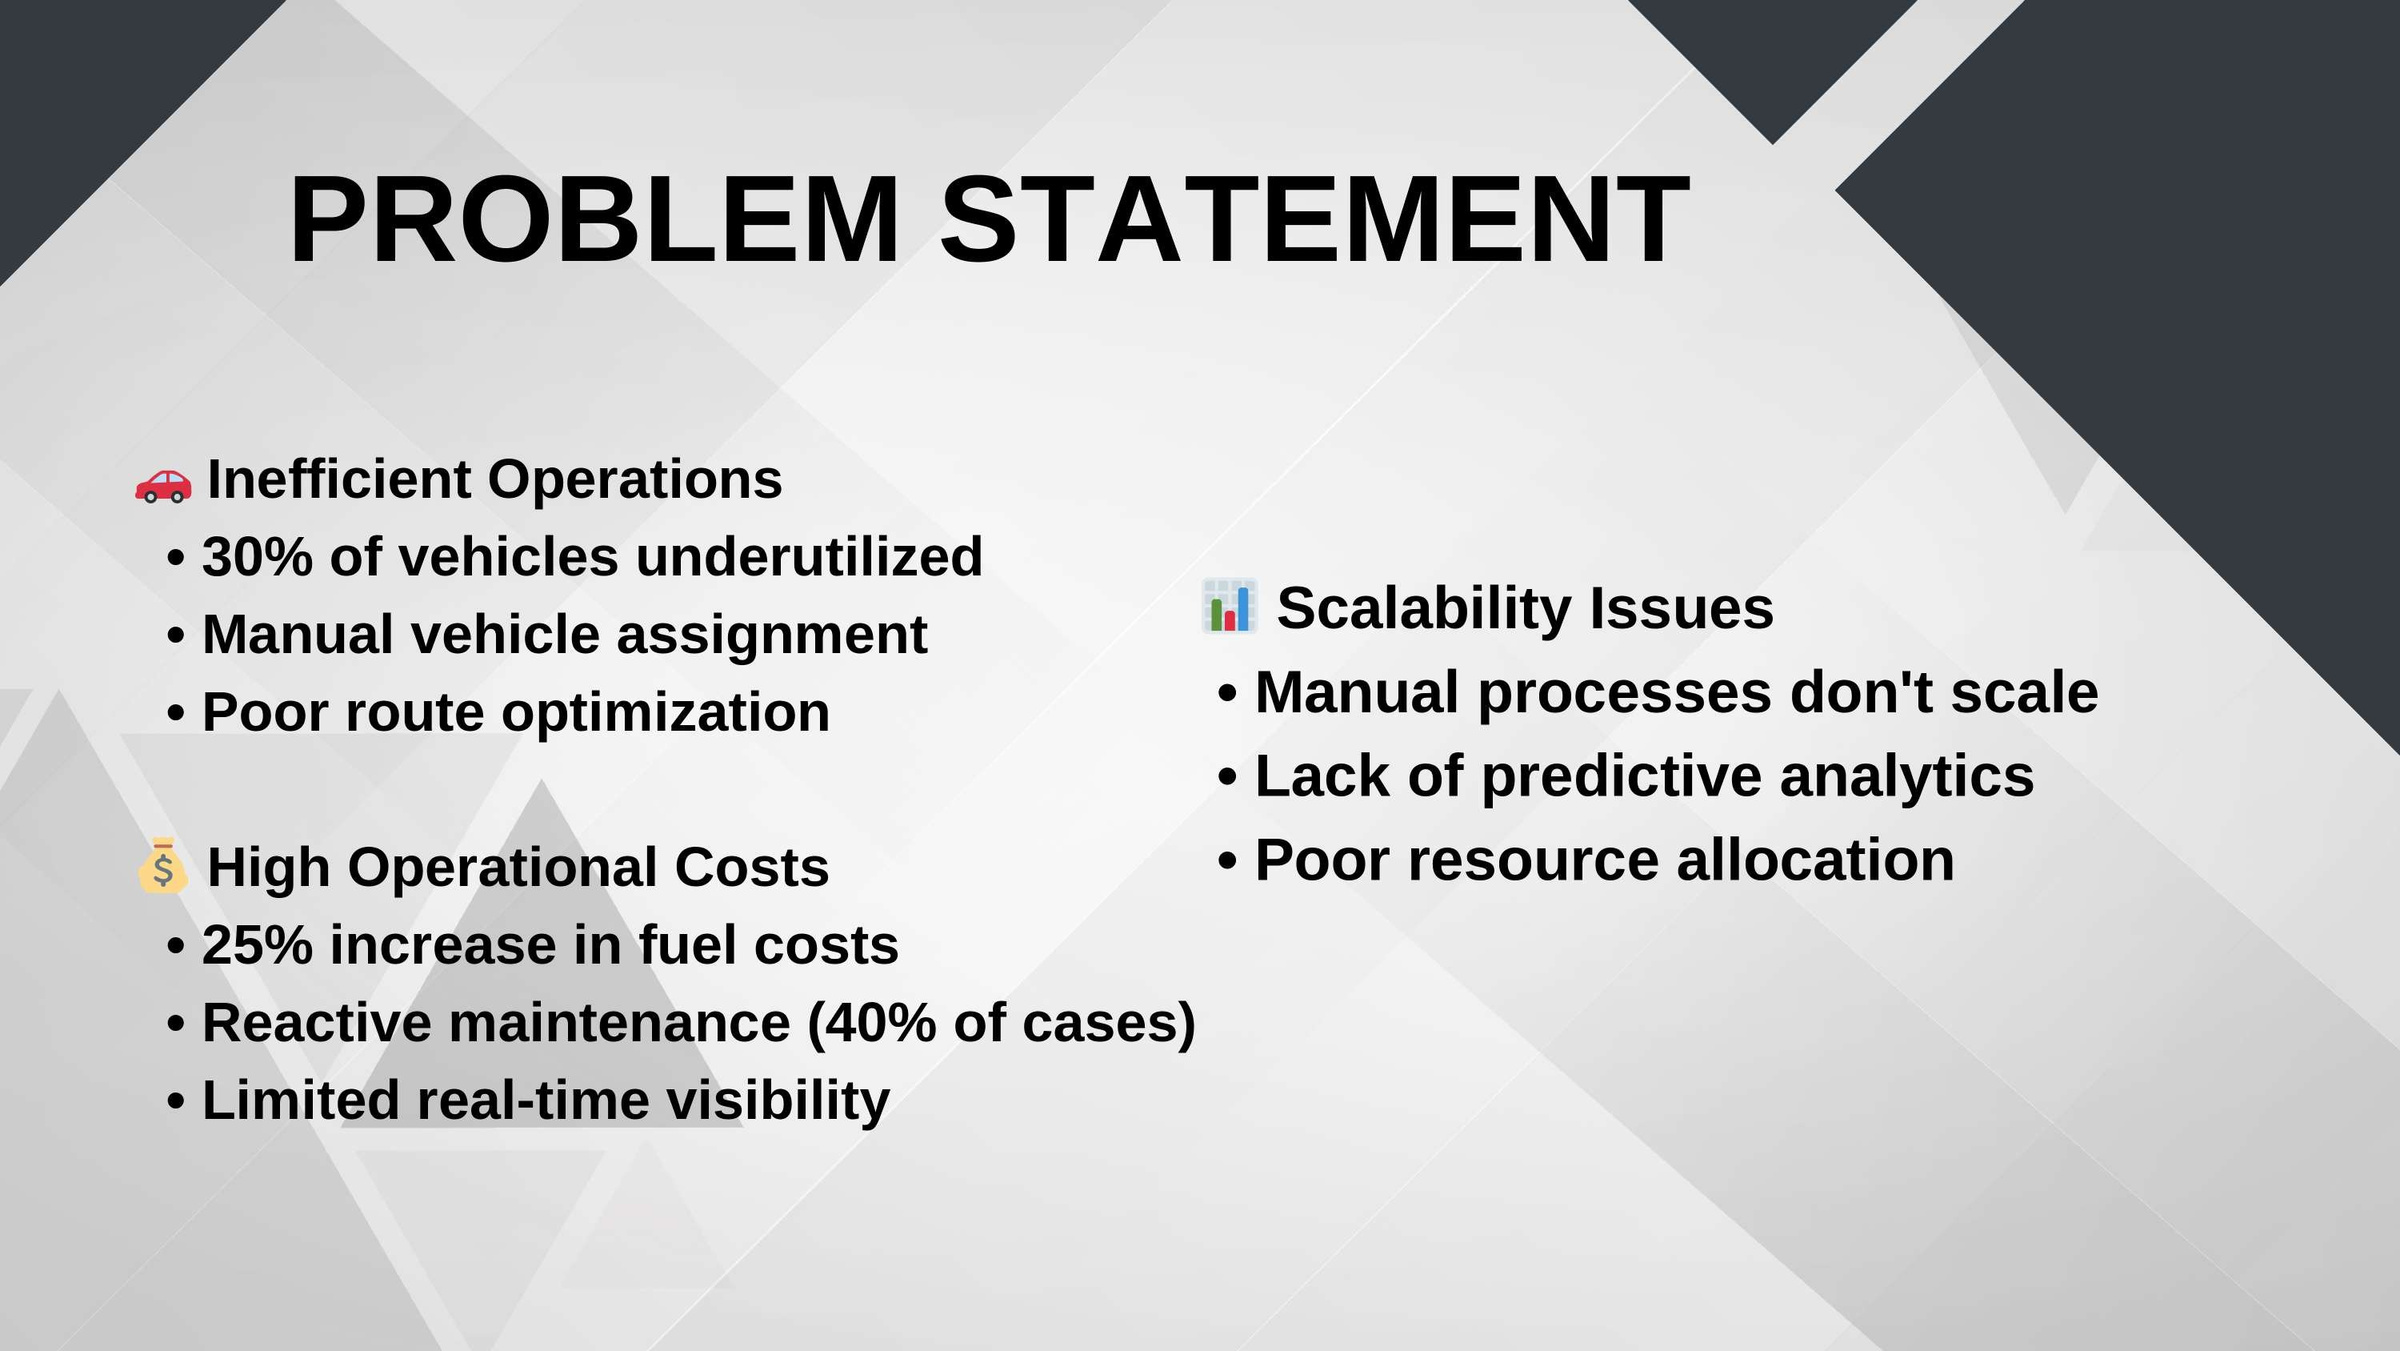 PROBLEM STATEMENT
🚗 Inefficient Operations
• 30% of vehicles underutilized
• Manual vehicle assignment
• Poor route optimization
💰 High Operational Costs
• 25% increase in fuel costs
• Reactive maintenance (40% of cases)
• Limited real-time visibility
📊 Scalability Issues
• Manual processes don't scale
• Lack of predictive analytics
• Poor resource allocation